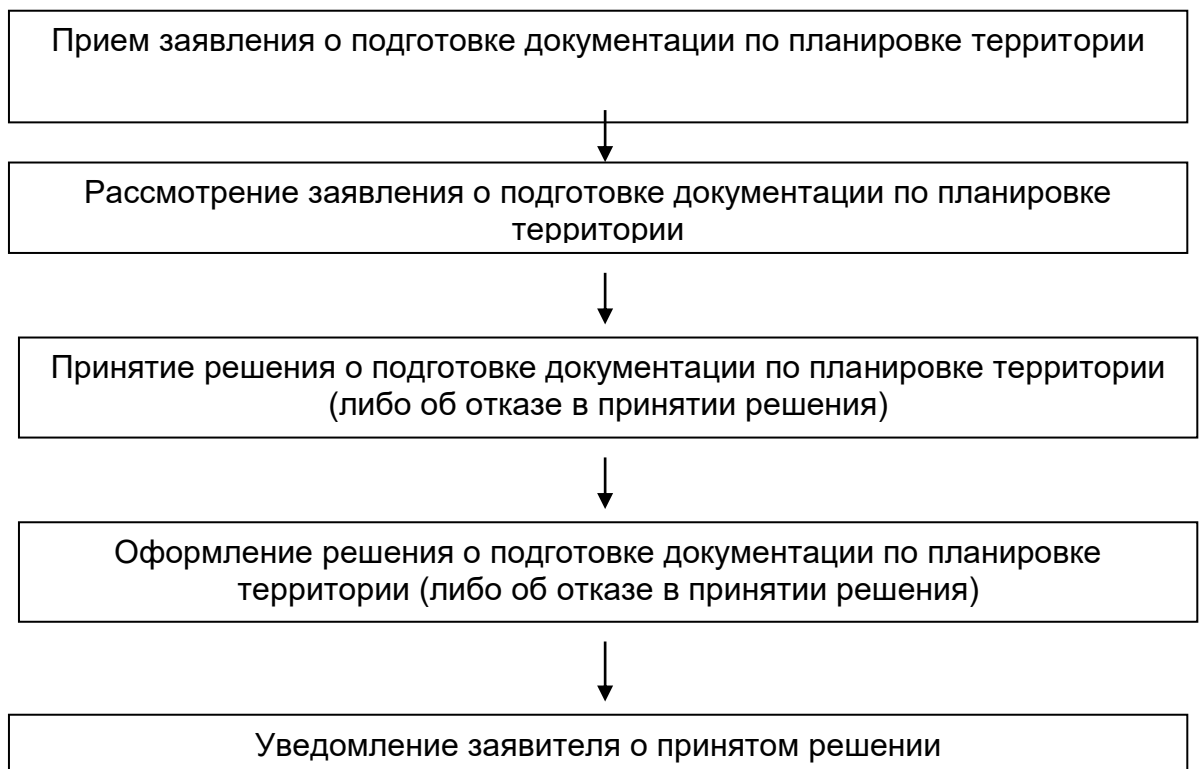 Прием заявления о подготовке документации по планировке территории
Рассмотрение заявления о подготовке документации по планировке
территории
Принятие решения о подготовке документации по планировке территории
(либо об отказе в принятии решения)
Оформление решения о подготовке документации по планировке
территории (либо об отказе в принятии решения)
Уведомление заявителя о принятом решении